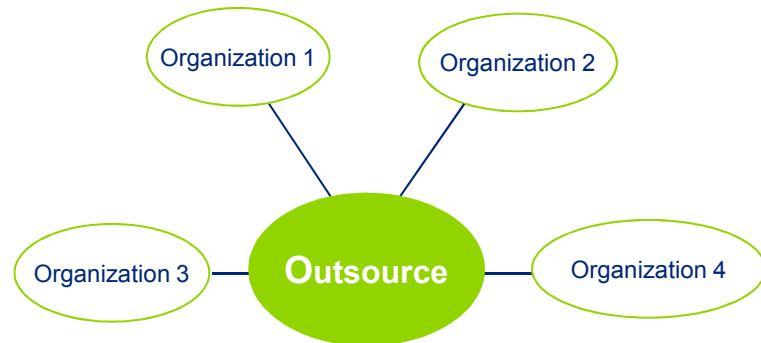 Organization 1
Organization 2
Outsource
Organization 3
Organization 4